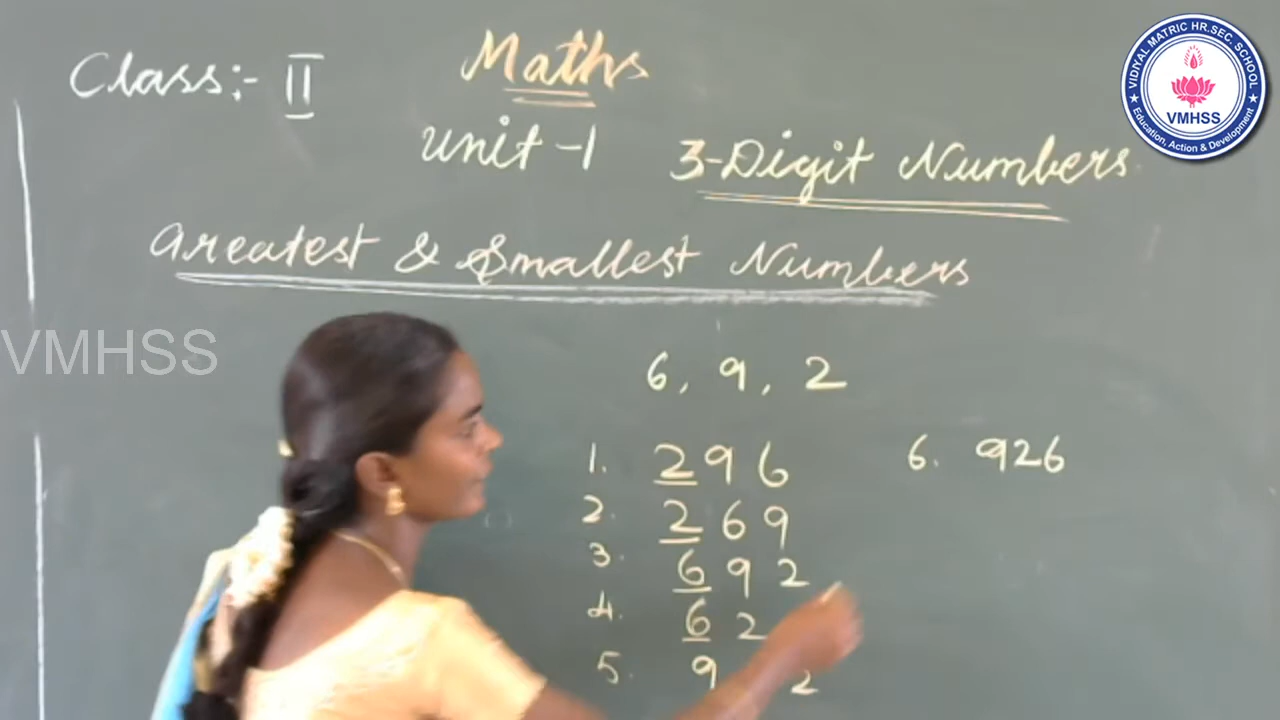 Class:- II
Maths
Unit -1
3-Digit Numbers
Greatest & Smallest Numbers
6, 9, 2
1. 296
2. 269
3. 692
4. 62
5. 9 2
6. 926
VMHSS
VIDIYAL MATRIC HR.SEC. SCHOOL
VMHSS
Education, Action & Development